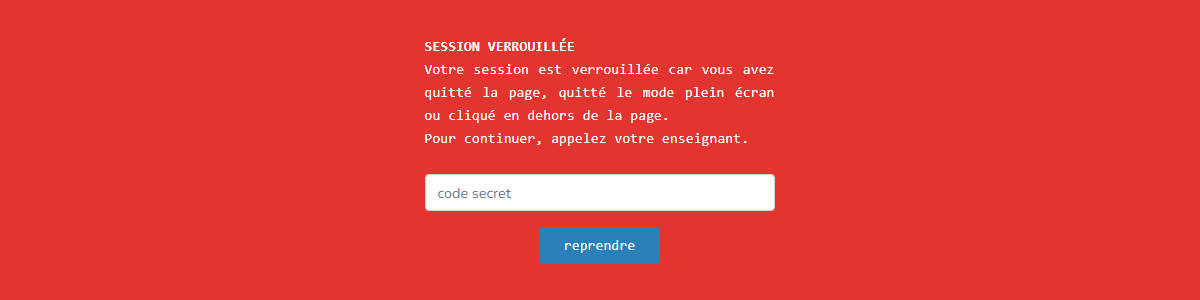 SESSION VERROUILLÉE
Votre session est verrouillée car vous avez
quitté la page, quitté le mode plein écran
ou cliqué en dehors de la page.
Pour continuer, appelez votre enseignant.
code secret
reprendre